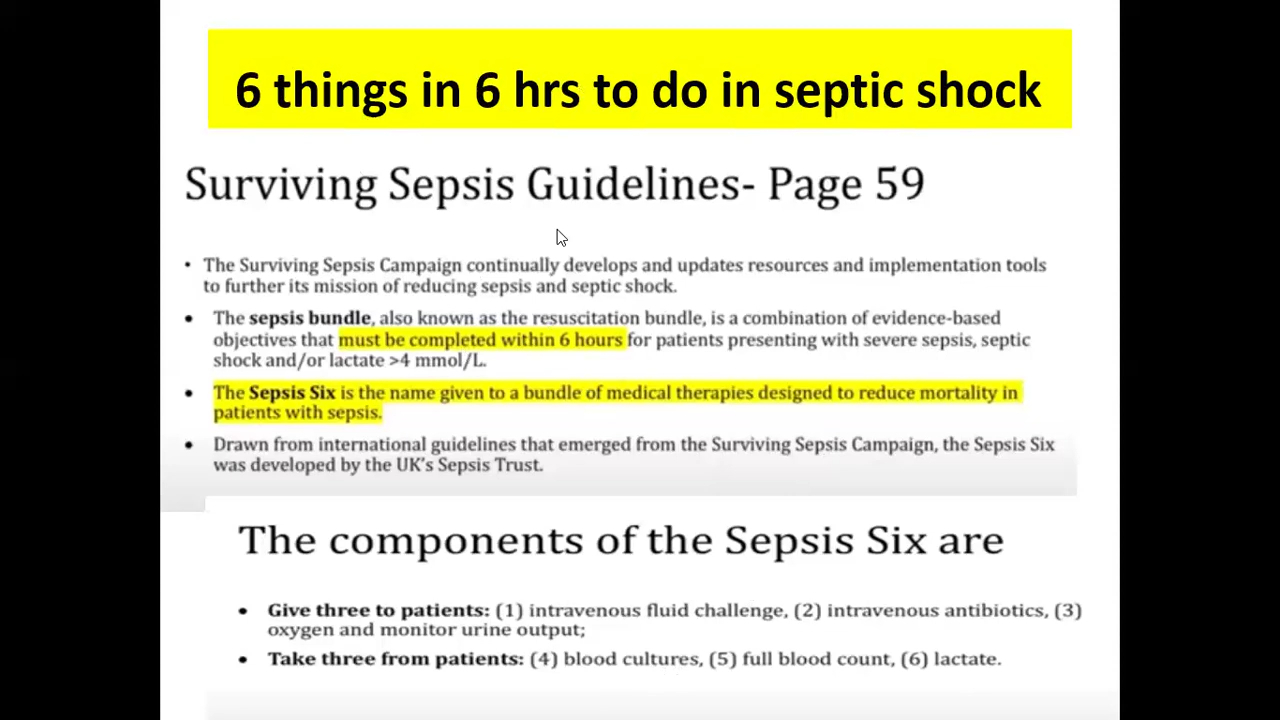 6 things in 6 hrs to do in septic shock
Surviving Sepsis Guidelines- Page 59
• The Surviving Sepsis Campaign continually develops and updates resources and implementation tools
to further its mission of reducing sepsis and septic shock.
• The sepsis bundle, also known as the resuscitation bundle, is a combination of evidence-based
objectives that must be completed within 6 hours for patients presenting with severe sepsis, septic
shock and/or lactate >4 mmol/L.
• The Sepsis Six is the name given to a bundle of medical therapies designed to reduce mortality in
patients with sepsis.
• Drawn from international guidelines that emerged from the Surviving Sepsis Campaign, the Sepsis Six
was developed by the UK's Sepsis Trust.
The components of the Sepsis Six are
• Give three to patients: (1) intravenous fluid challenge, (2) intravenous antibiotics, (3)
oxygen and monitor urine output;
• Take three from patients: (4) blood cultures, (5) full blood count, (6) lactate.